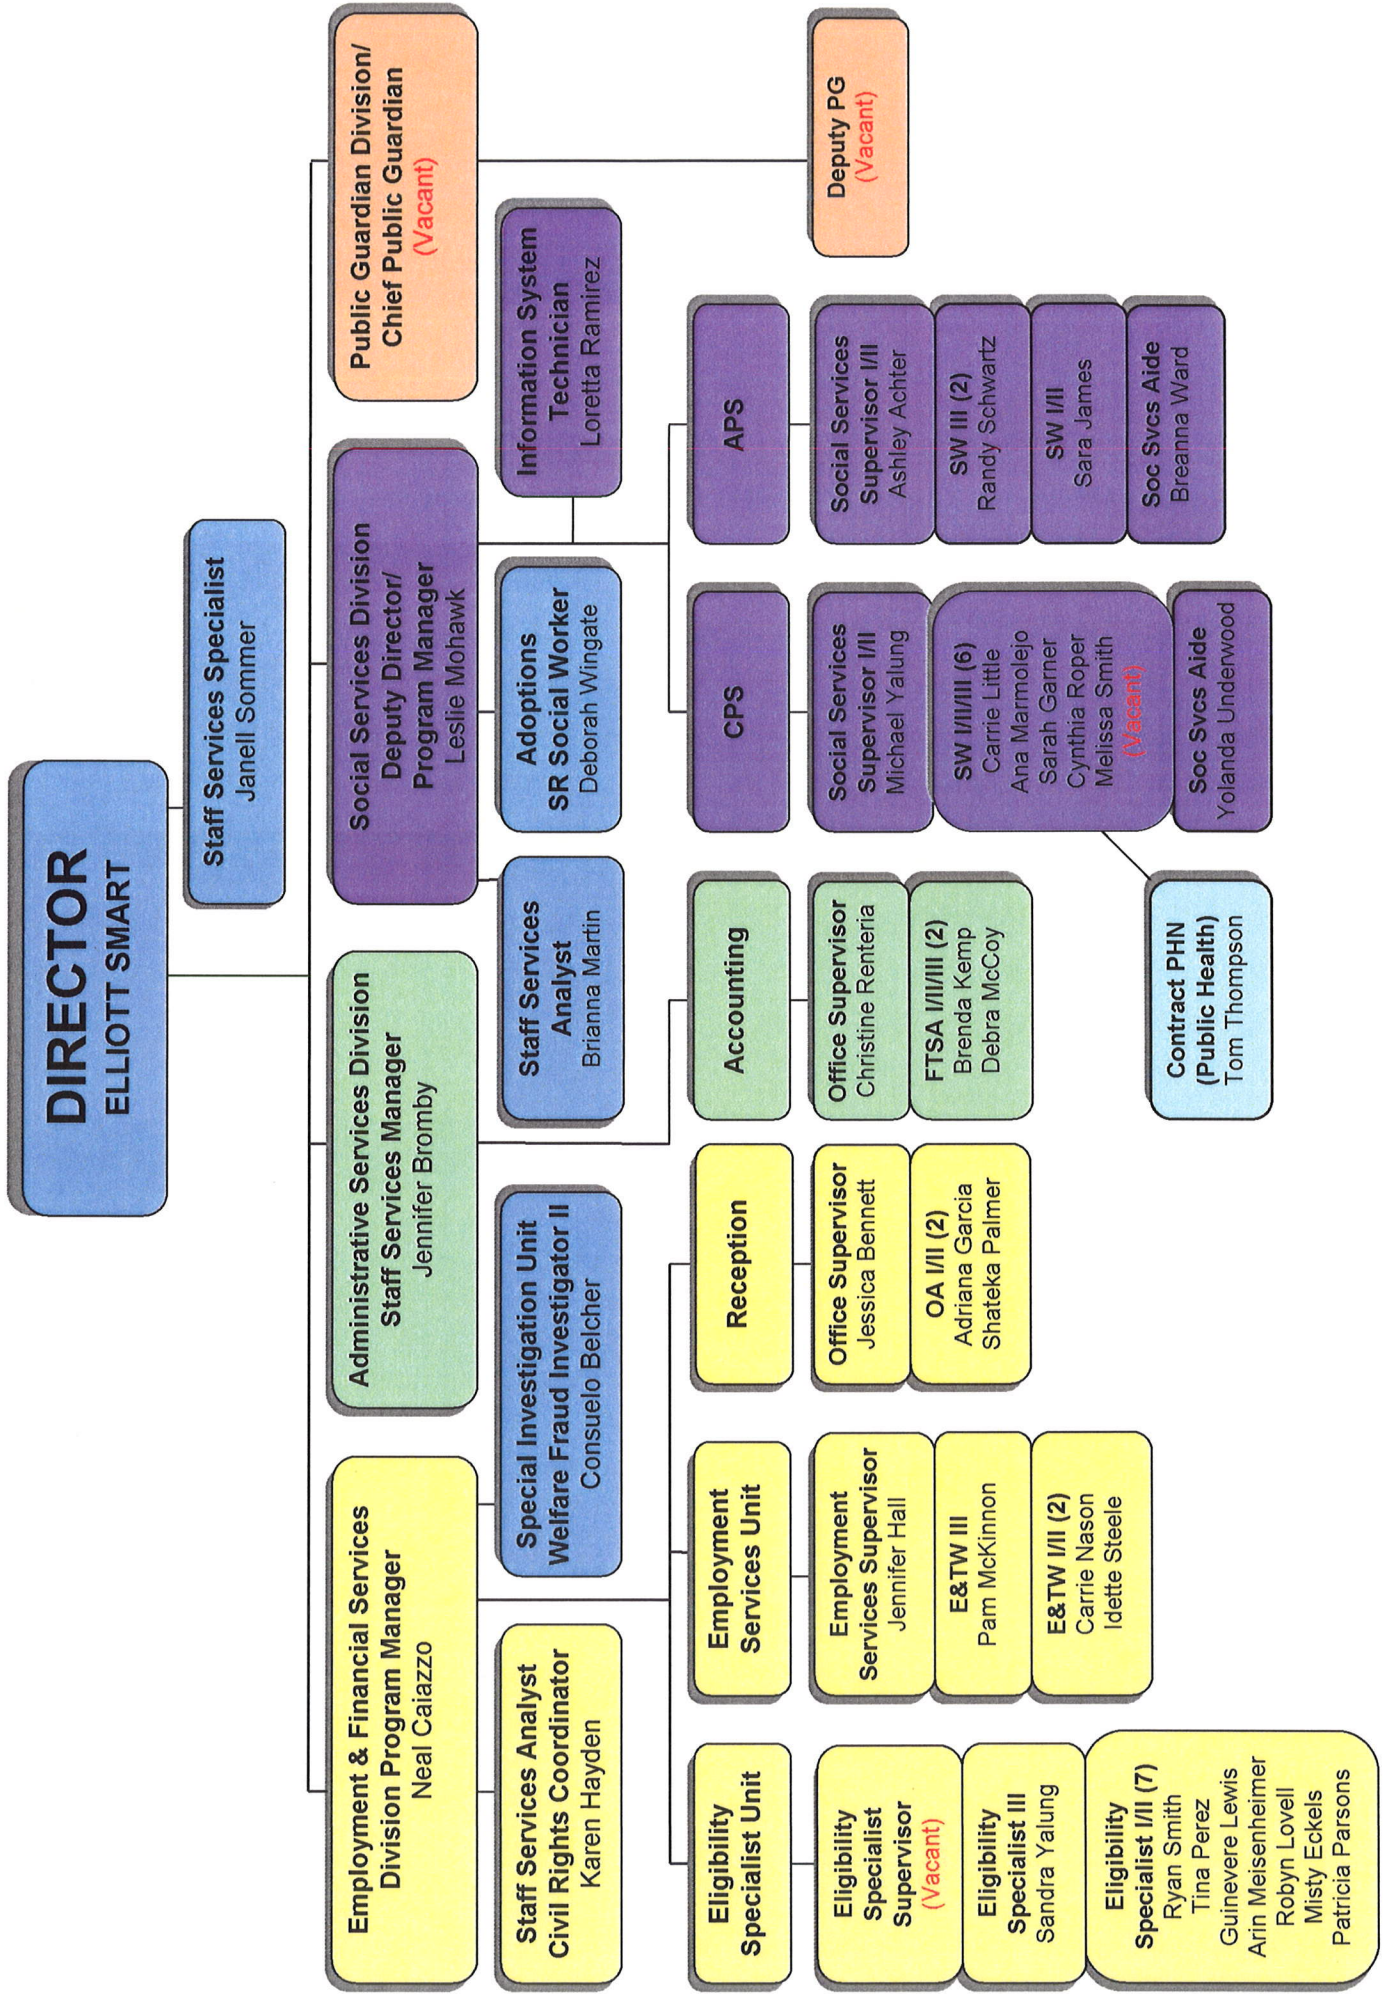 DIRECTOR
ELLIOTT SMART
Staff Services Specialist
Janell Sommer
Employment & Financial Services
Division Program Manager
Neal Caiazzo
Administrative Services Division
Staff Services Manager
Jennifer Bromby
Social Services Division
Deputy Director/
Program Manager
Leslie Mohawk
Public Guardian Division/
Chief Public Guardian
(Vacant)
Staff Services Analyst
Civil Rights Coordinator
Karen Hayden
Special Investigation Unit
Welfare Fraud Investigator II
Consuelo Belcher
Staff Services
Analyst
Brianna Martin
Adoptions
SR Social Worker
Deborah Wingate
Information System
Technician
Loretta Ramirez
Eligibility
Specialist Unit
Eligibility
Specialist
Supervisor
(Vacant)
Eligibility
Specialist III
Sandra Yalung
Eligibility
Specialist I/II (7)
Ryan Smith
Tina Perez
Guinevere Lewis
Arin Meisenheimer
Robyn Lovell
Misty Eckels
Patricia Parsons
Employment
Services Unit
Employment
Services Supervisor
Jennifer Hall
E&TW III
Pam McKinnon
E&TW I/II (2)
Carrie Nason
Idette Steele
Reception
Office Supervisor
Jessica Bennett
OA I/II (2)
Adriana Garcia
Shateka Palmer
Accounting
Office Supervisor
Christine Renteria
FTSA I/II/III (2)
Brenda Kemp
Debra McCoy
CPS
Social Services
Supervisor I/II
Michael Yalung
SW I/II/III (6)
Carrie Little
Ana Marmolejo
Sarah Garner
Cynthia Roper
Melissa Smith
(Vacant)
Soc Svcs Aide
Yolanda Underwood
Contract PHN
(Public Health)
Tom Thompson
APS
Social Services
Supervisor I/II
Ashley Achter
SW III (2)
Randy Schwartz
SW I/II
Sara James
Soc Svcs Aide
Breanna Ward
Deputy PG
(Vacant)